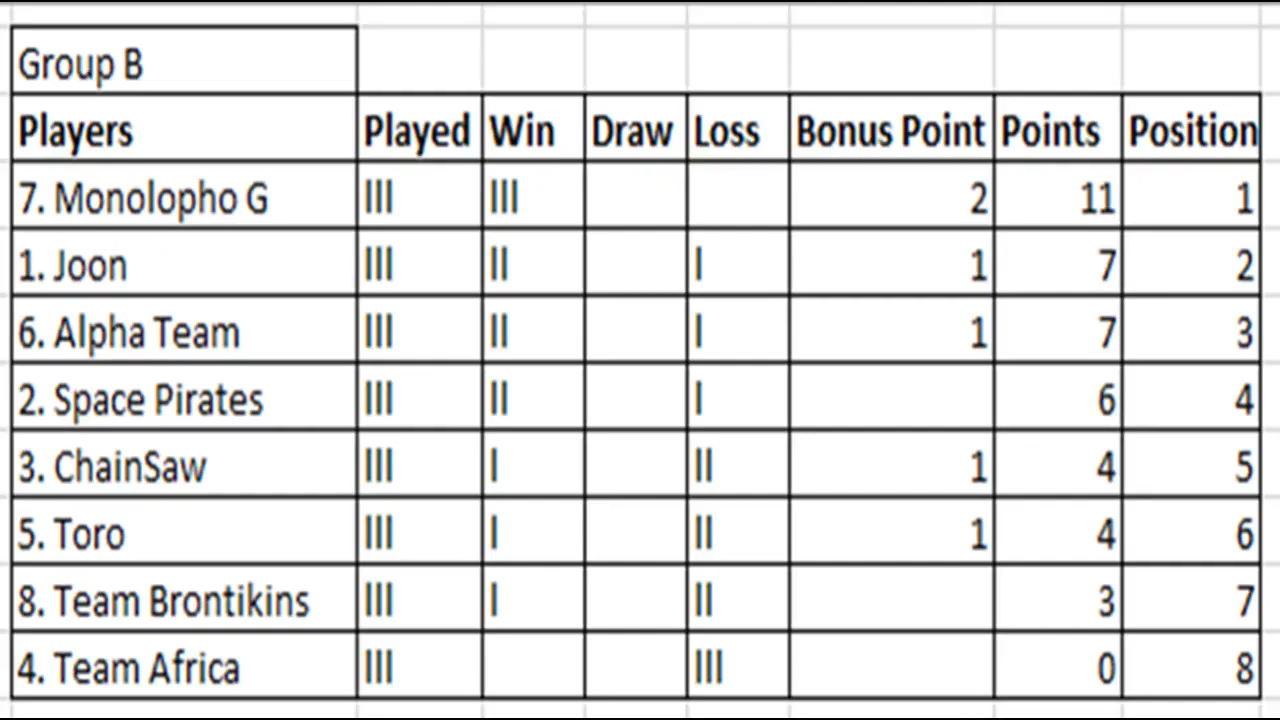 Group B
Players Played Win Draw Loss Bonus Point Points Position
7. Monolopho G III III 2 11 1
1. Joon III II I 1 7 2
6. Alpha Team III II I 1 7 3
2. Space Pirates III II I 6 4
3. ChainSaw III I II 1 4 5
5. Toro III I II 1 4 6
8. Team Brontikins III I II 3 7
4. Team Africa III III 0 8